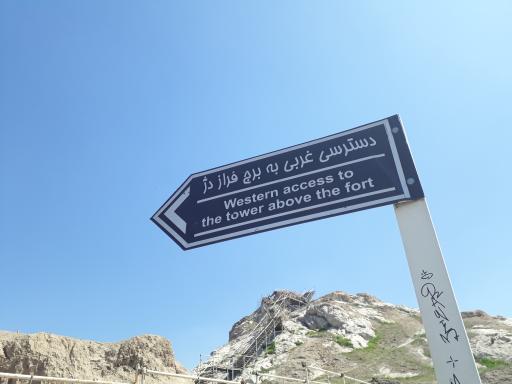 دسترسی غربی به برج فراز دژ
Western access to
the tower above the fort